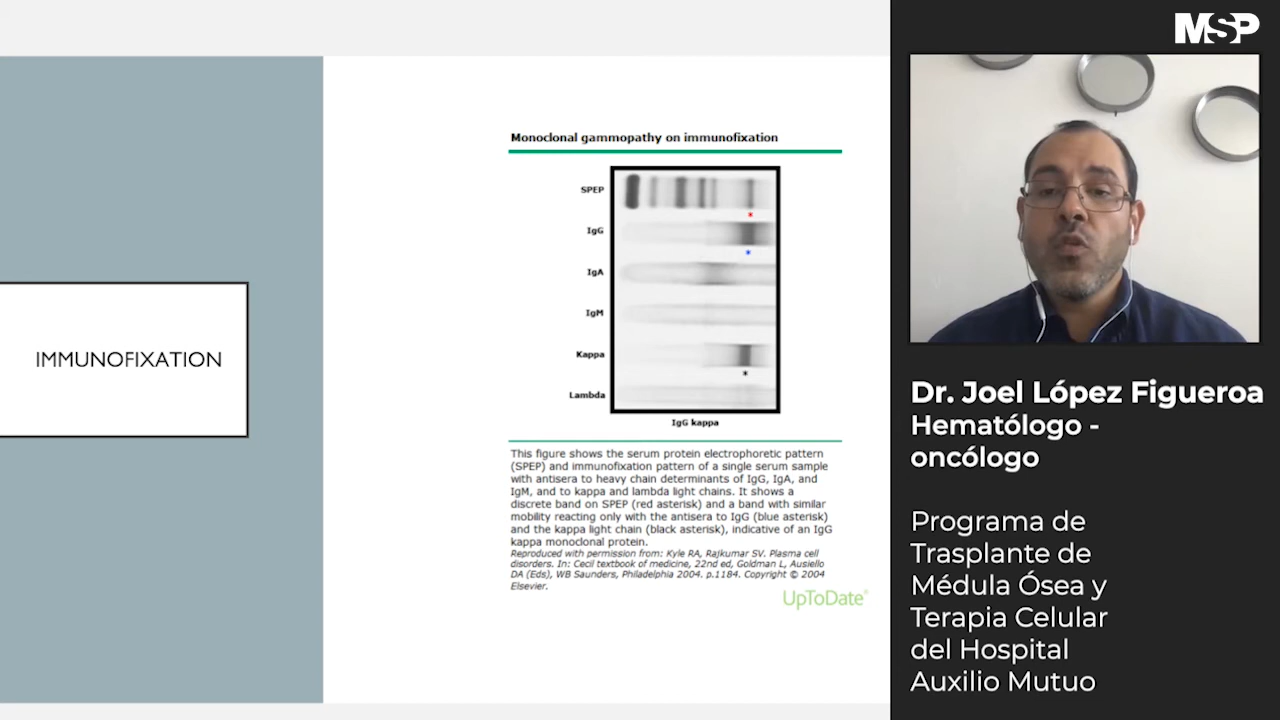 IMMUNOFIXATION
Monoclonal gammopathy on immunofixation
SPEP
IgG
IgA
IgM
Kappa
Lambda
IgG kappa
This figure shows the serum protein electrophoretic pattern
(SPEP) and immunofixation pattern of a single serum sample
with antisera to heavy chain determinants of IgG, IgA, and
IgM, and to kappa and lambda light chains. It shows a
discrete band on SPEP (red asterisk) and a band with similar
mobility reacting only with the antisera to IgG (blue asterisk)
and the kappa light chain (black asterisk), indicative of an IgG
kappa monoclonal protein.
Reproduced with permission from: Kyle RA, Rajkumar SV. Plasma cell
disorders. In: Cecil textbook of medicine, 22nd ed, Goldman L, Ausiello
DA (Eds), WB Saunders, Philadelphia 2004. p.1184. Copyright © 2004
Elsevier.
UpToDate®
MSP
Dr. Joel López Figueroa
Hematólogo -
oncólogo
Programa de
Trasplante de
Médula Ósea y
Terapia Celular
del Hospital
Auxilio Mutuo